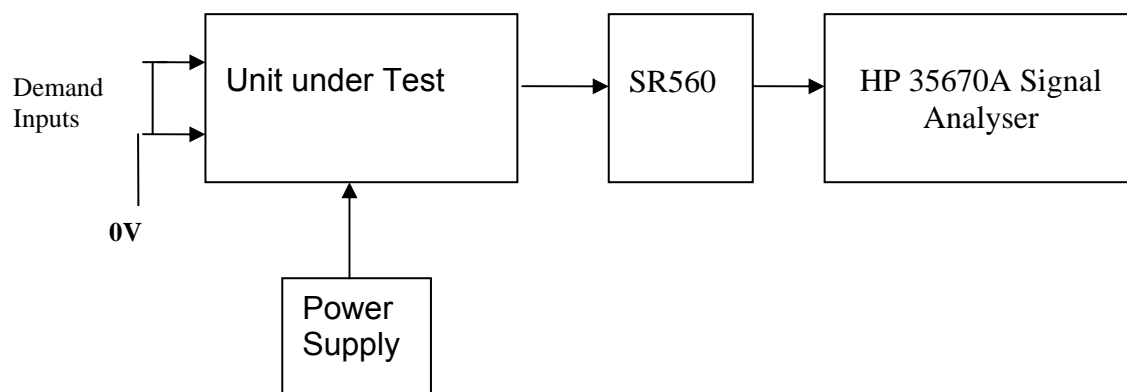 Demand
Inputs
0V
Unit under Test
SR560
HP 35670A Signal
Analyser
Power
Supply